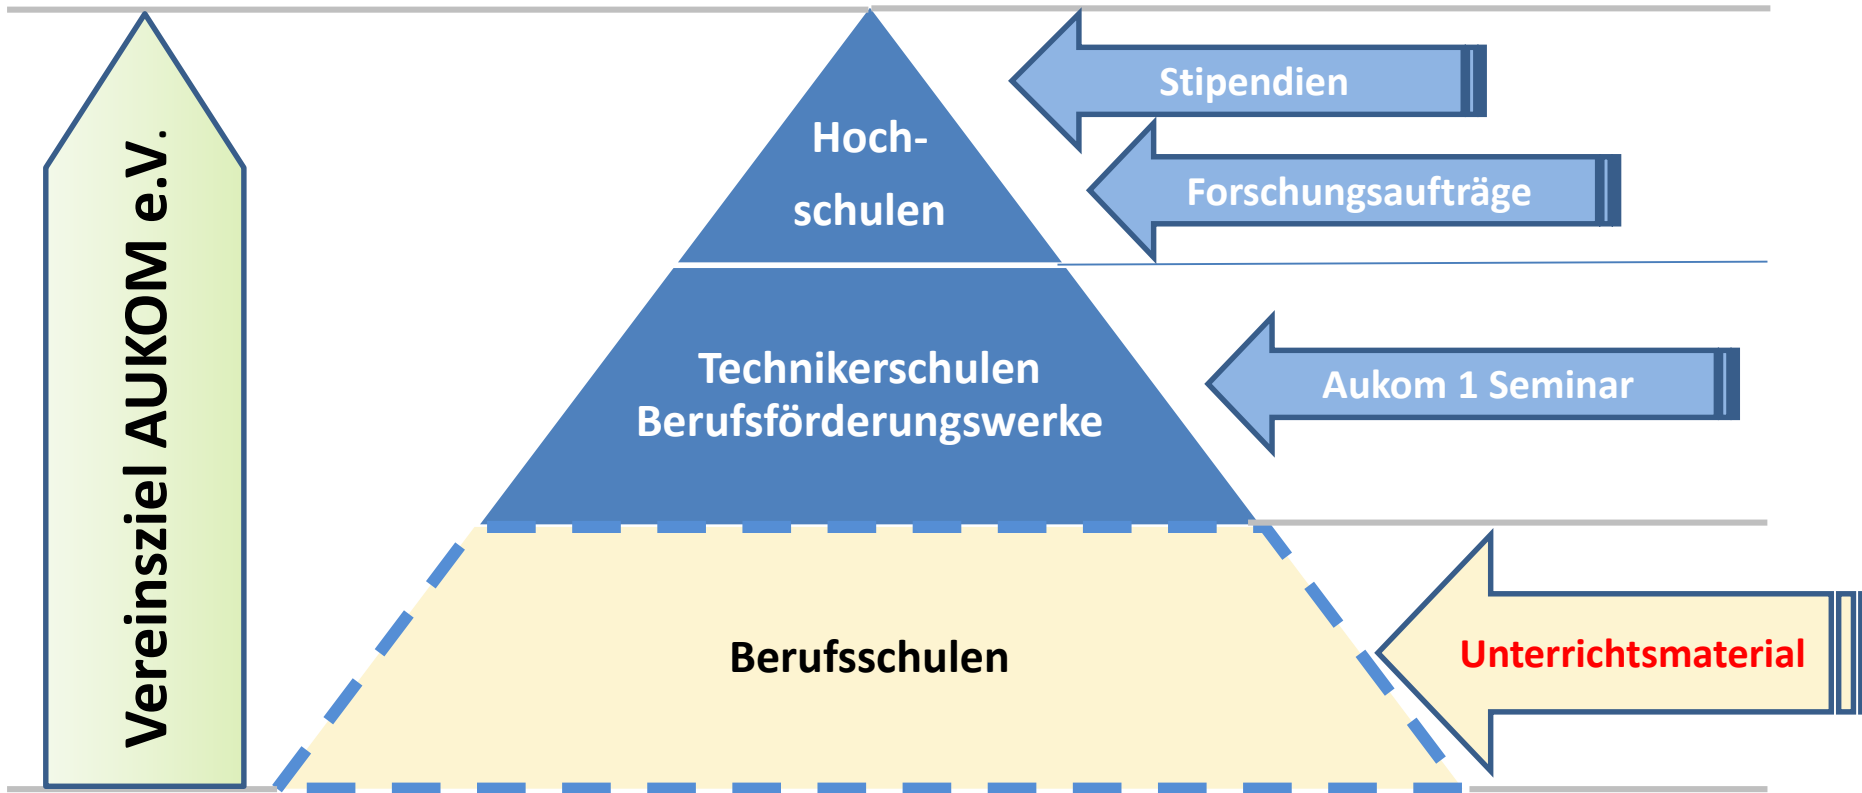 Vereinsziel AUKOM e.V.
Hoch-
schulen
Stipendien
Forschungsaufträge
Technikerschulen
Berufsförderungswerke
Aukom 1 Seminar
Berufsschulen
Unterrichtsmaterial